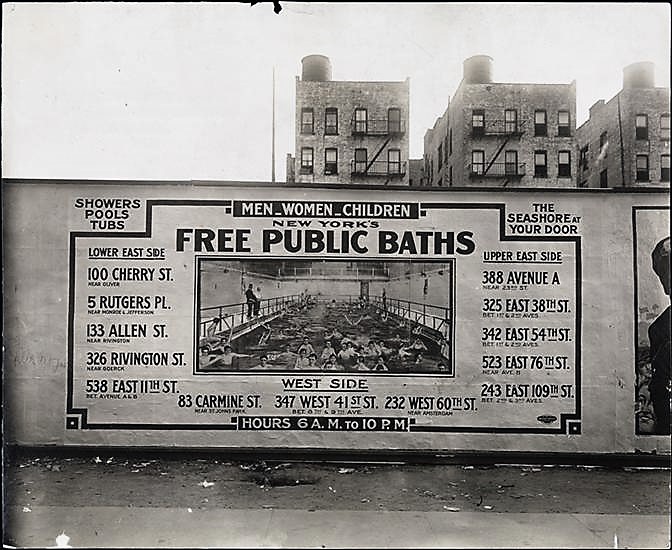 SHOWERS
POOLS
TUBS
MEN_WOMEN_CHILDREN
NEW YORK'S
FREE PUBLIC BATHS
THE
SEASHORE AT
YOUR DOOR
LOWER EAST SIDE
100 CHERRY ST.
NEAR OLIVER
5 RUTGERS PL.
NEAR MONROE & JEFFERSON
133 ALLEN ST.
NEAR RIVINGTON
326 RIVINGTON ST.
NEAR GOERCK
538 EAST 11TH ST.
BET. AVENUE A & B
UPPER EAST SIDE
388 AVENUE A
NEAR 23RD ST.
325 EAST 38TH ST.
BET. 1ST & 2ND AVES.
342 EAST 54TH ST.
BET. 1ST & 2ND AVES.
523 EAST 76TH ST.
NEAR AVE. B
243 EAST 109TH ST.
BET. 2ND & 3RD AVES.
WEST SIDE
83 CARMINE ST. 347 WEST 41ST ST. 232 WEST 60TH ST.
NEAR ST. JOHNS PARK. BET. 8TH & 9TH AVE. NEAR AMSTERDAM
HOURS 6 A.M. TO 10 P.M.